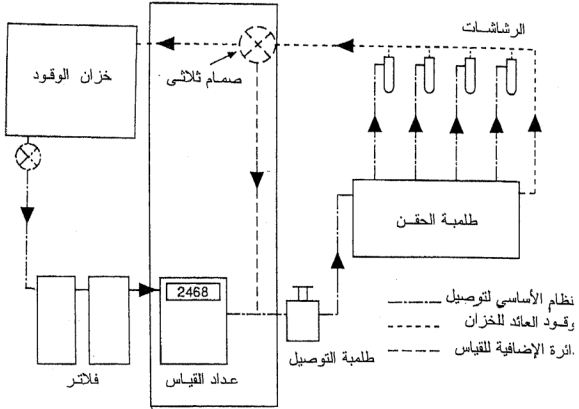 الرشاشات
خزان الوقود
صمام ثلاثى
طلمبة الحقن
2468
نظام الأساسي لتوصيل
وقود العائد للخزان
ائرة الإضافية للقياس
طلمبة التوصيل
عداد القياس
فلاتر